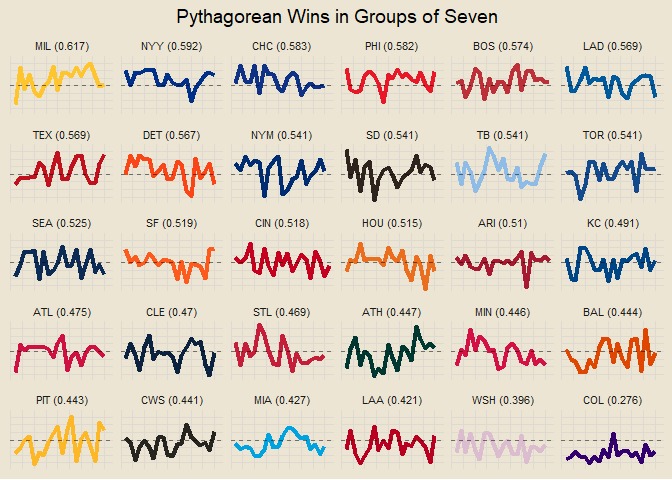 Pythagorean Wins in Groups of Seven
MIL (0.617) NYY (0.592) CHC (0.583) PHI (0.582) BOS (0.574) LAD (0.569)
TEX (0.569) DET (0.567) NYM (0.541) SD (0.541) TB (0.541) TOR (0.541)
SEA (0.525) SF (0.519) CIN (0.518) HOU (0.515) ARI (0.51) KC (0.491)
ATL (0.475) CLE (0.47) STL (0.469) ATH (0.447) MIN (0.446) BAL (0.444)
PIT (0.443) CWS (0.441) MIA (0.427) LAA (0.421) WSH (0.396) COL (0.276)